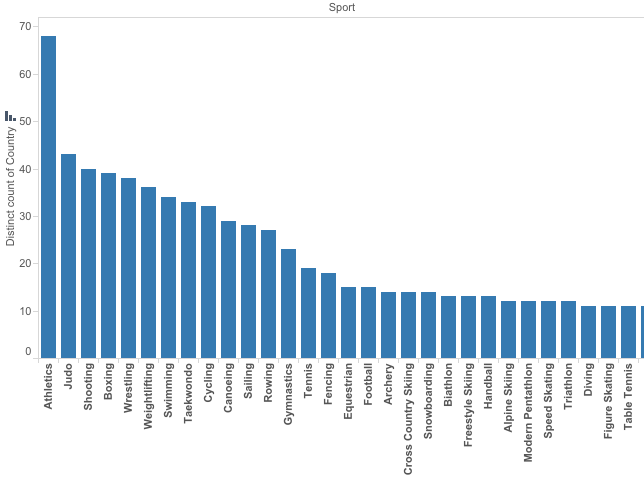 Sport
Distinct count of Country
70
60
50
40
30
20
10
0
Athletics
Judo
Shooting
Boxing
Wrestling
Weightlifting
Swimming
Taekwondo
Cycling
Canoeing
Sailing
Rowing
Gymnastics
Tennis
Fencing
Equestrian
Football
Archery
Cross Country Skiing
Snowboarding
Biathlon
Freestyle Skiing
Handball
Alpine Skiing
Modern Pentathlon
Speed Skating
Triathlon
Diving
Figure Skating
Table Tennis